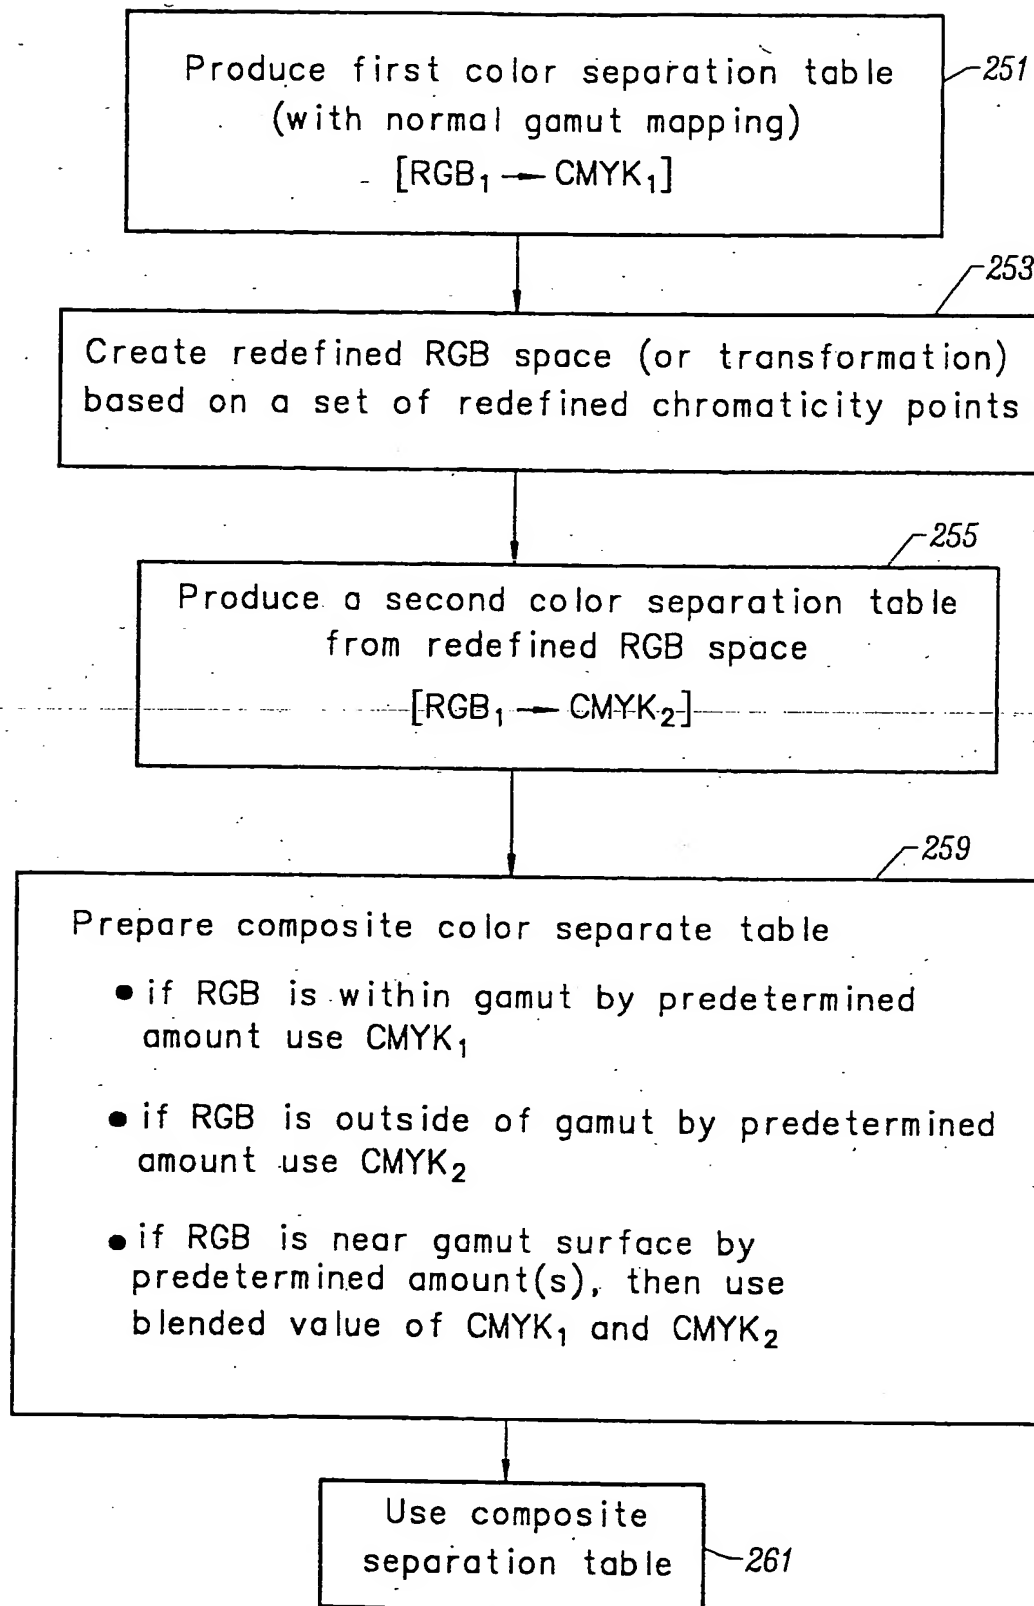 Produce first color separation table
(with normal gamut mapping)
[RGB₁ → CMYK₁]
251
253
Create redefined RGB space (or transformation)
based on a set of redefined chromaticity points
255
Produce a second color separation table
from redefined RGB space
[RGB₁ → CMYK₂]
259
Prepare composite color separate table
• if RGB is within gamut by predetermined
amount use CMYK₁
• if RGB is outside of gamut by predetermined
amount use CMYK₂
• if RGB is near gamut surface by
predetermined amount(s), then use
blended value of CMYK₁ and CMYK₂
Use composite
separation table
261